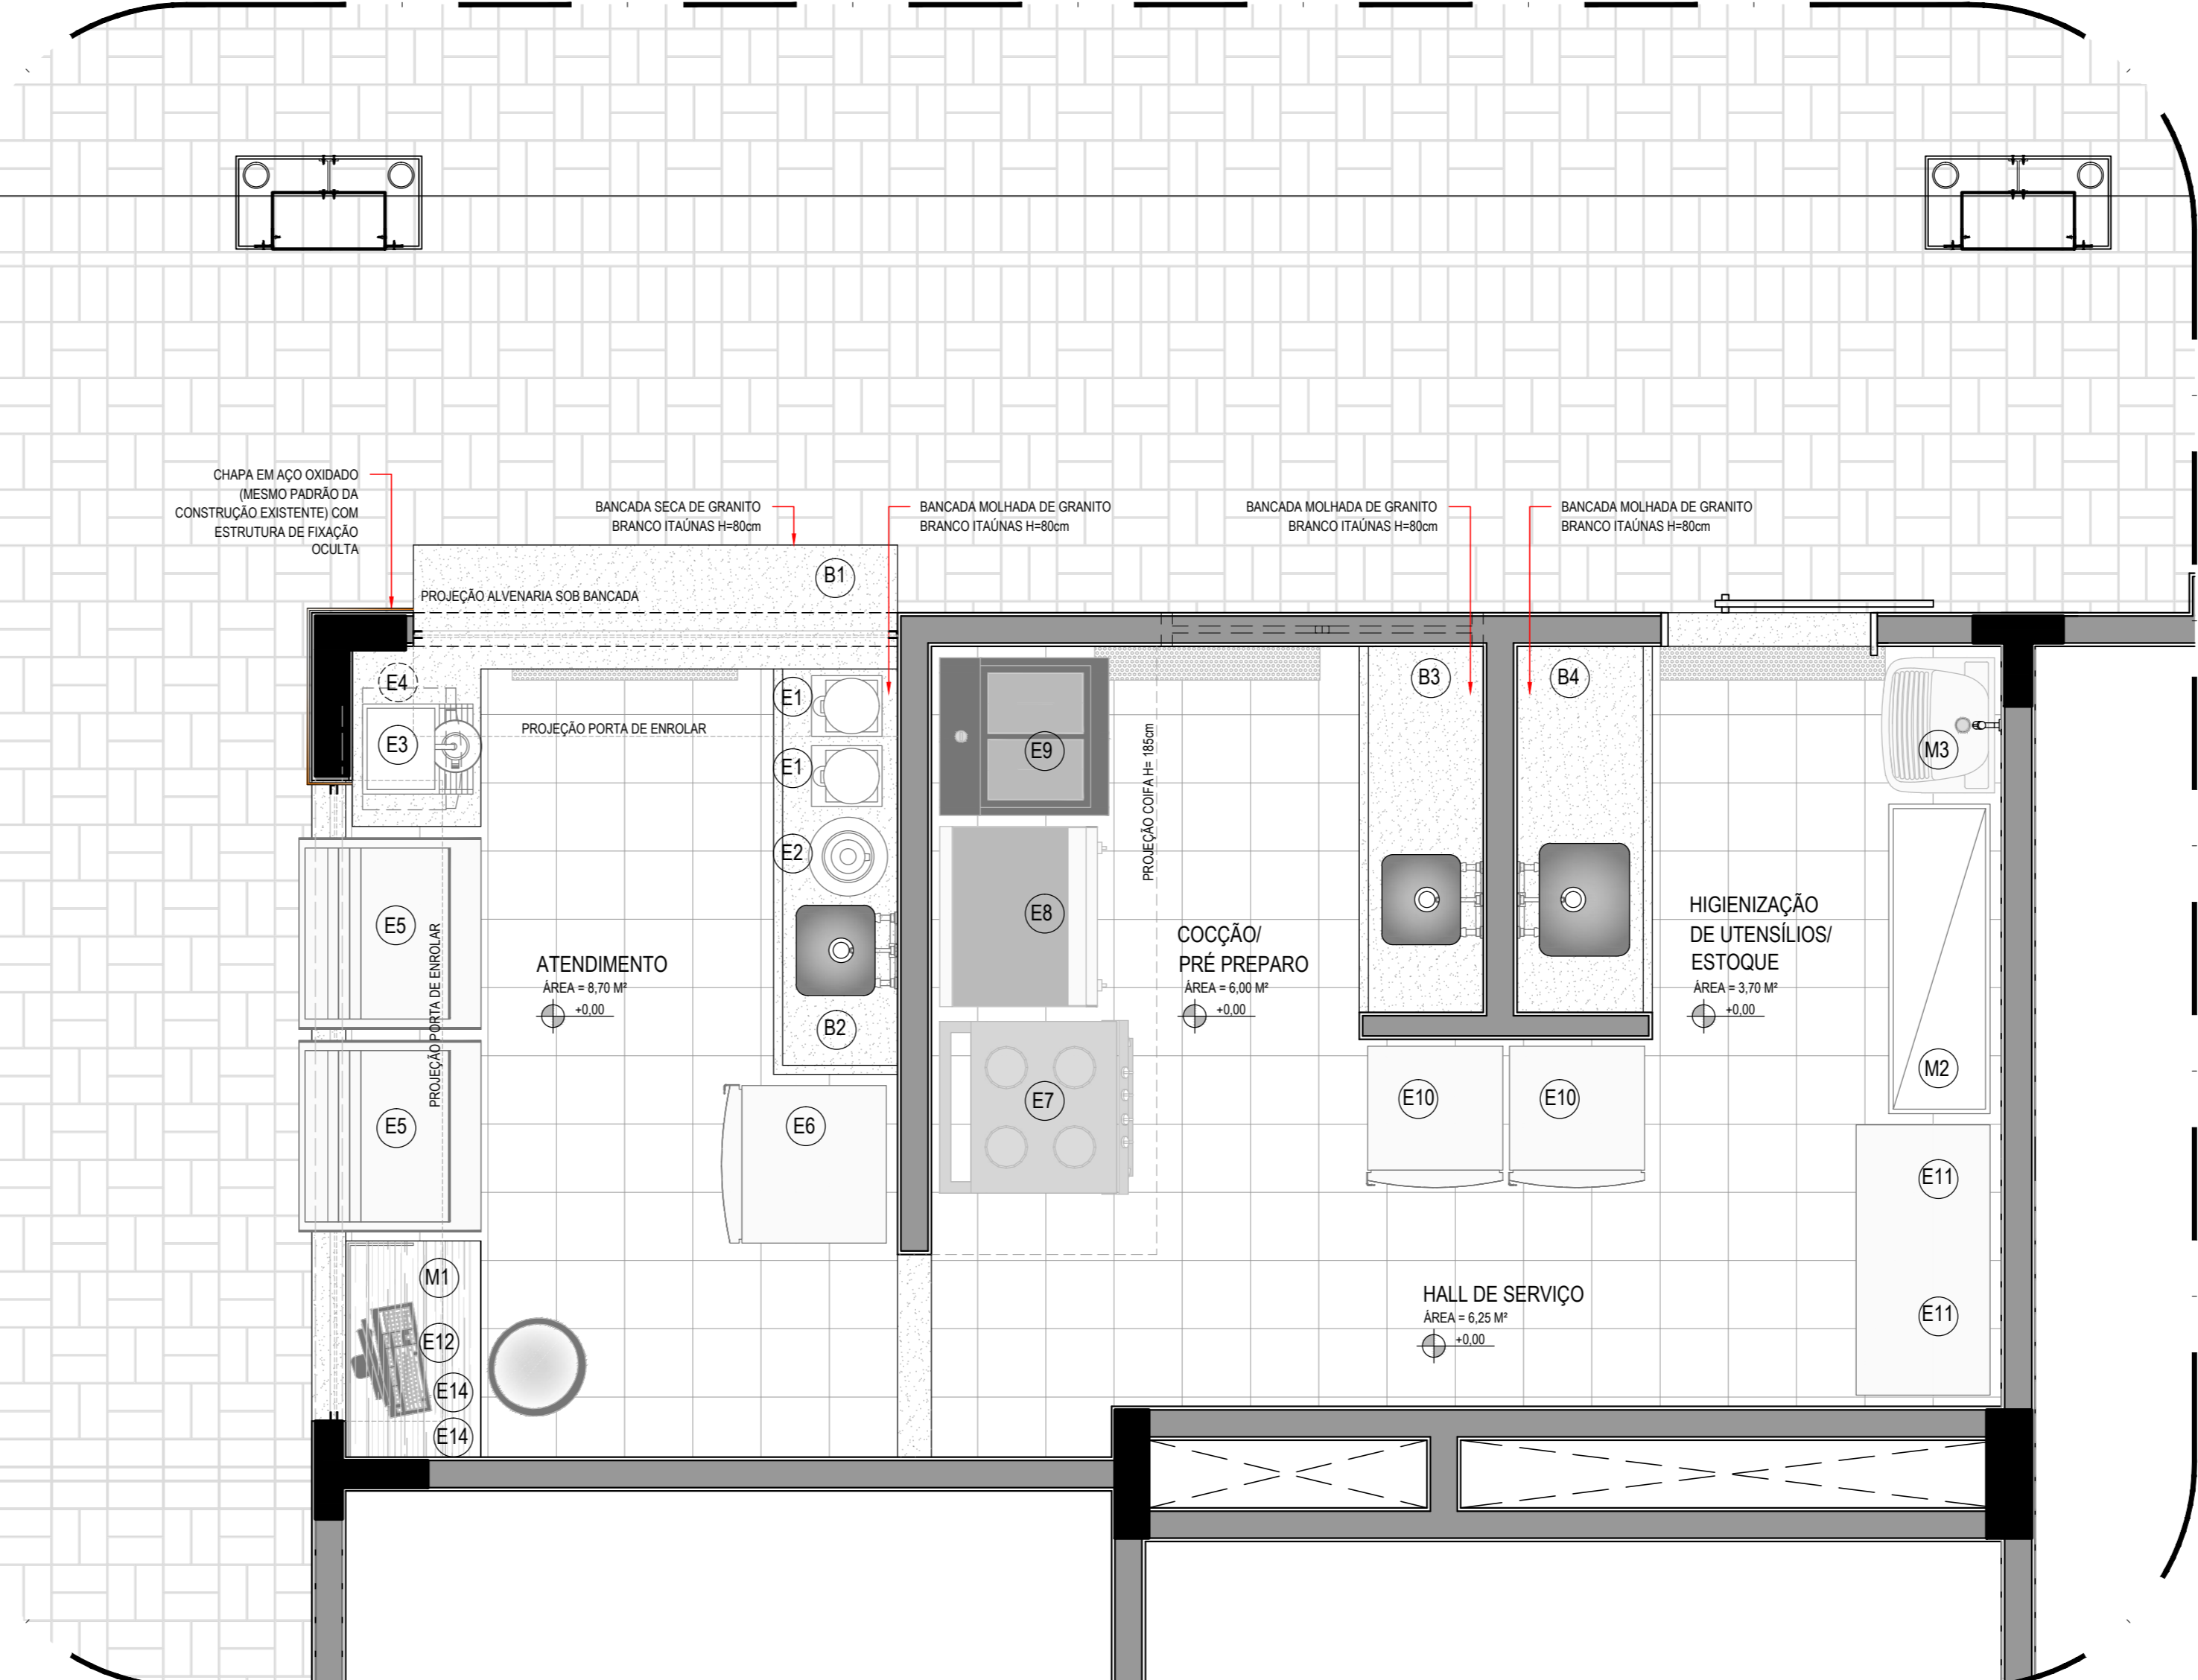 CHAPA EM AÇO OXIDADO
(MESMO PADRÃO DA
CONSTRUÇÃO EXISTENTE) COM
ESTRUTURA DE FIXAÇÃO
OCULTA
BANCADA SECA DE GRANITO
BRANCO ITAÚNAS H=80cm
BANCADA MOLHADA DE GRANITO
BRANCO ITAÚNAS H=80cm
BANCADA MOLHADA DE GRANITO
BRANCO ITAÚNAS H=80cm
BANCADA MOLHADA DE GRANITO
BRANCO ITAÚNAS H=80cm
B1
PROJEÇÃO ALVENARIA SOB BANCADA
E4
E3
PROJEÇÃO PORTA DE ENROLAR
E1
E1
E2
E5
E5
PROJEÇÃO PORTA DE ENROLAR
ATENDIMENTO
ÁREA = 8,70 M²
+0,00
B2
E6
M1
E12
E14
E14
E9
E8
E7
PROJEÇÃO COIFA H= 185cm
COCÇÃO/
PRÉ PREPARO
ÁREA = 6,00 M²
+0,00
B3
B4
E10
E10
HIGIENIZAÇÃO
DE UTENSÍLIOS/
ESTOQUE
ÁREA = 3,70 M²
+0,00
M3
M2
E11
E11
HALL DE SERVIÇO
ÁREA = 6,25 M²
+0,00